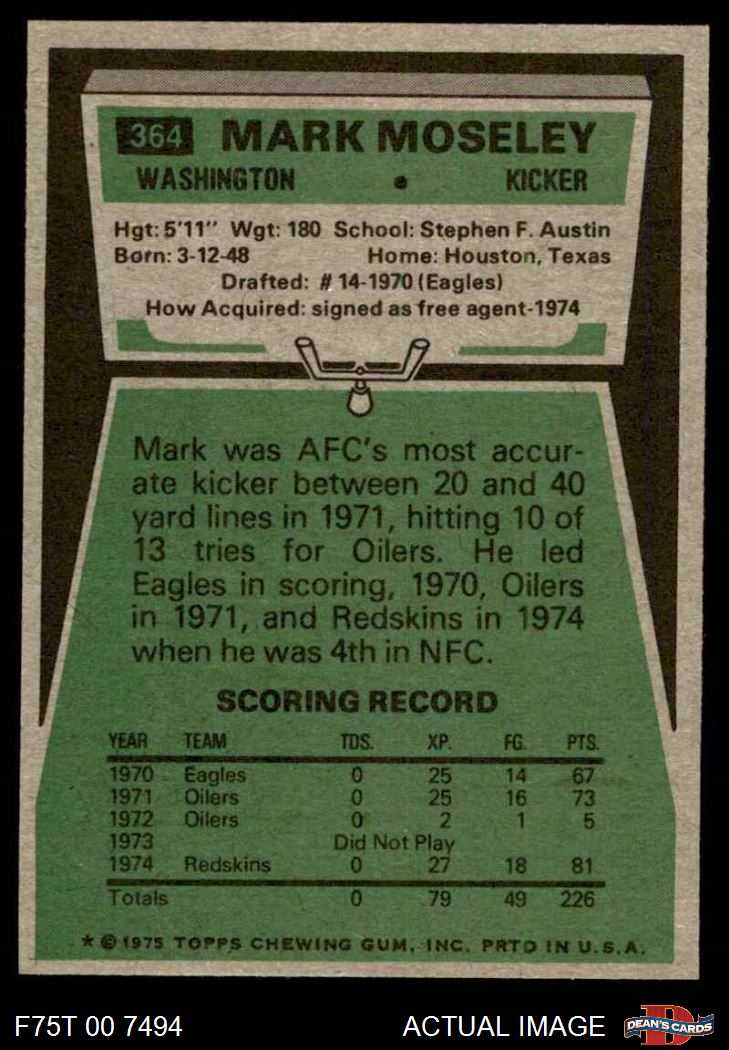 364 MARK MOSELEY
WASHINGTON • KICKER
Hgt: 5'11" Wgt: 180 School: Stephen F. Austin
Born: 3-12-48 Home: Houston, Texas
Drafted: # 14-1970 (Eagles)
How Acquired: signed as free agent-1974
Mark was AFC's most accur-
ate kicker between 20 and 40
yard lines in 1971, hitting 10 of
13 tries for Oilers. He led
Eagles in scoring, 1970, Oilers
in 1971, and Redskins in 1974
when he was 4th in NFC.
SCORING RECORD
YEAR TEAM TDS. XP. FG. PTS.
1970 Eagles 0 25 14 67
1971 Oilers 0 25 16 73
1972 Oilers 0 2 1 5
1973 Did Not Play
1974 Redskins 0 27 18 81
Totals 0 79 49 226
★ © 1975 TOPPS CHEWING GUM, INC. PRTD IN U.S.A.
F75T 00 7494 ACTUAL IMAGE D DEAN'S CARDS